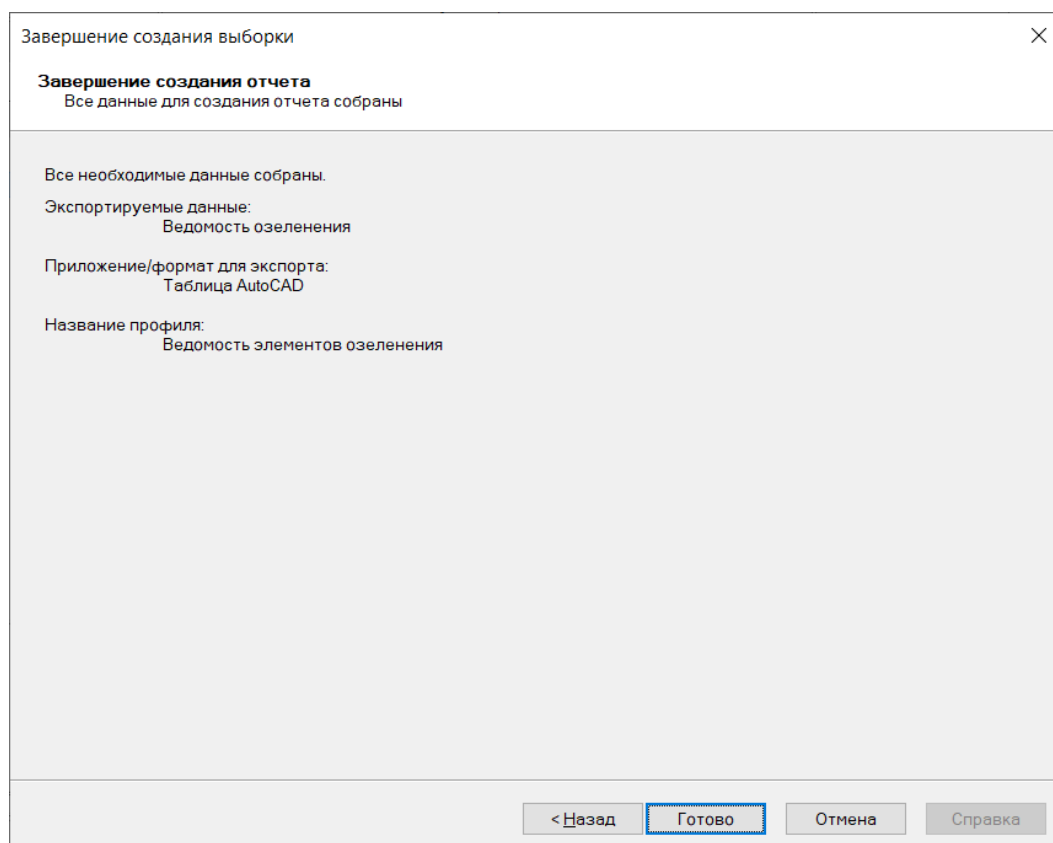 Завершение создания выборки
Завершение создания отчета
Все данные для создания отчета собраны
Все необходимые данные собраны.
Экспортируемые данные:
Ведомость озеленения
Приложение/формат для экспорта:
Таблица AutoCAD
Название профиля:
Ведомость элементов озеленения
< Назад
Готово
Отмена
Справка